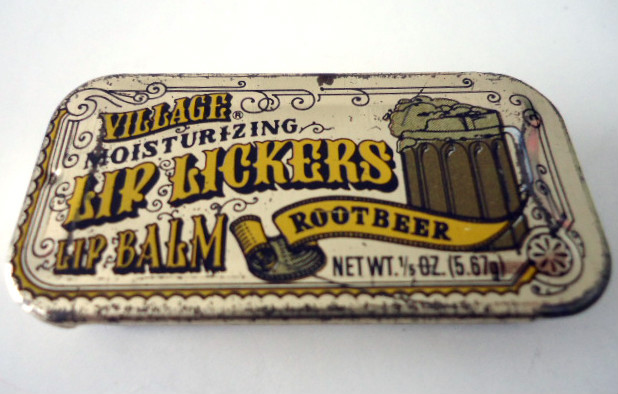 VILLAGE®
MOISTURIZING
LIP LICKERS
LIP BALM
ROOTBEER
NET WT. 1/5 OZ. (5.67g)